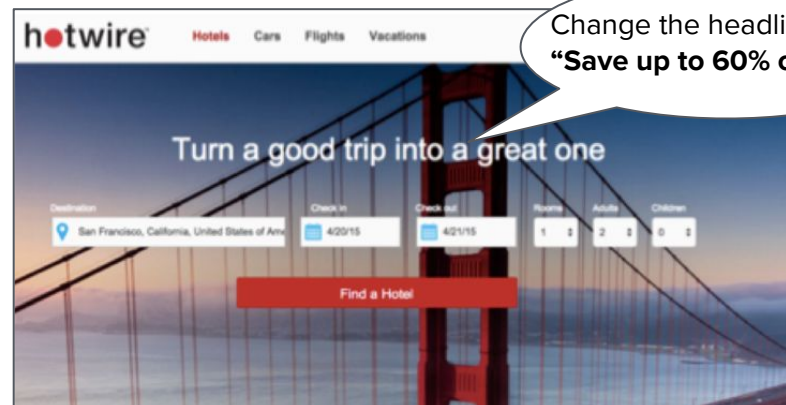 hotwire
Hotels Cars Flights Vacations
Change the headli
“Save up to 60% o
Turn a good trip into a great one
Destination Check in Check out Rooms Adults Children
San Francisco, California, United States of Ame 4/20/15 4/21/15 1 2 0
Find a Hotel